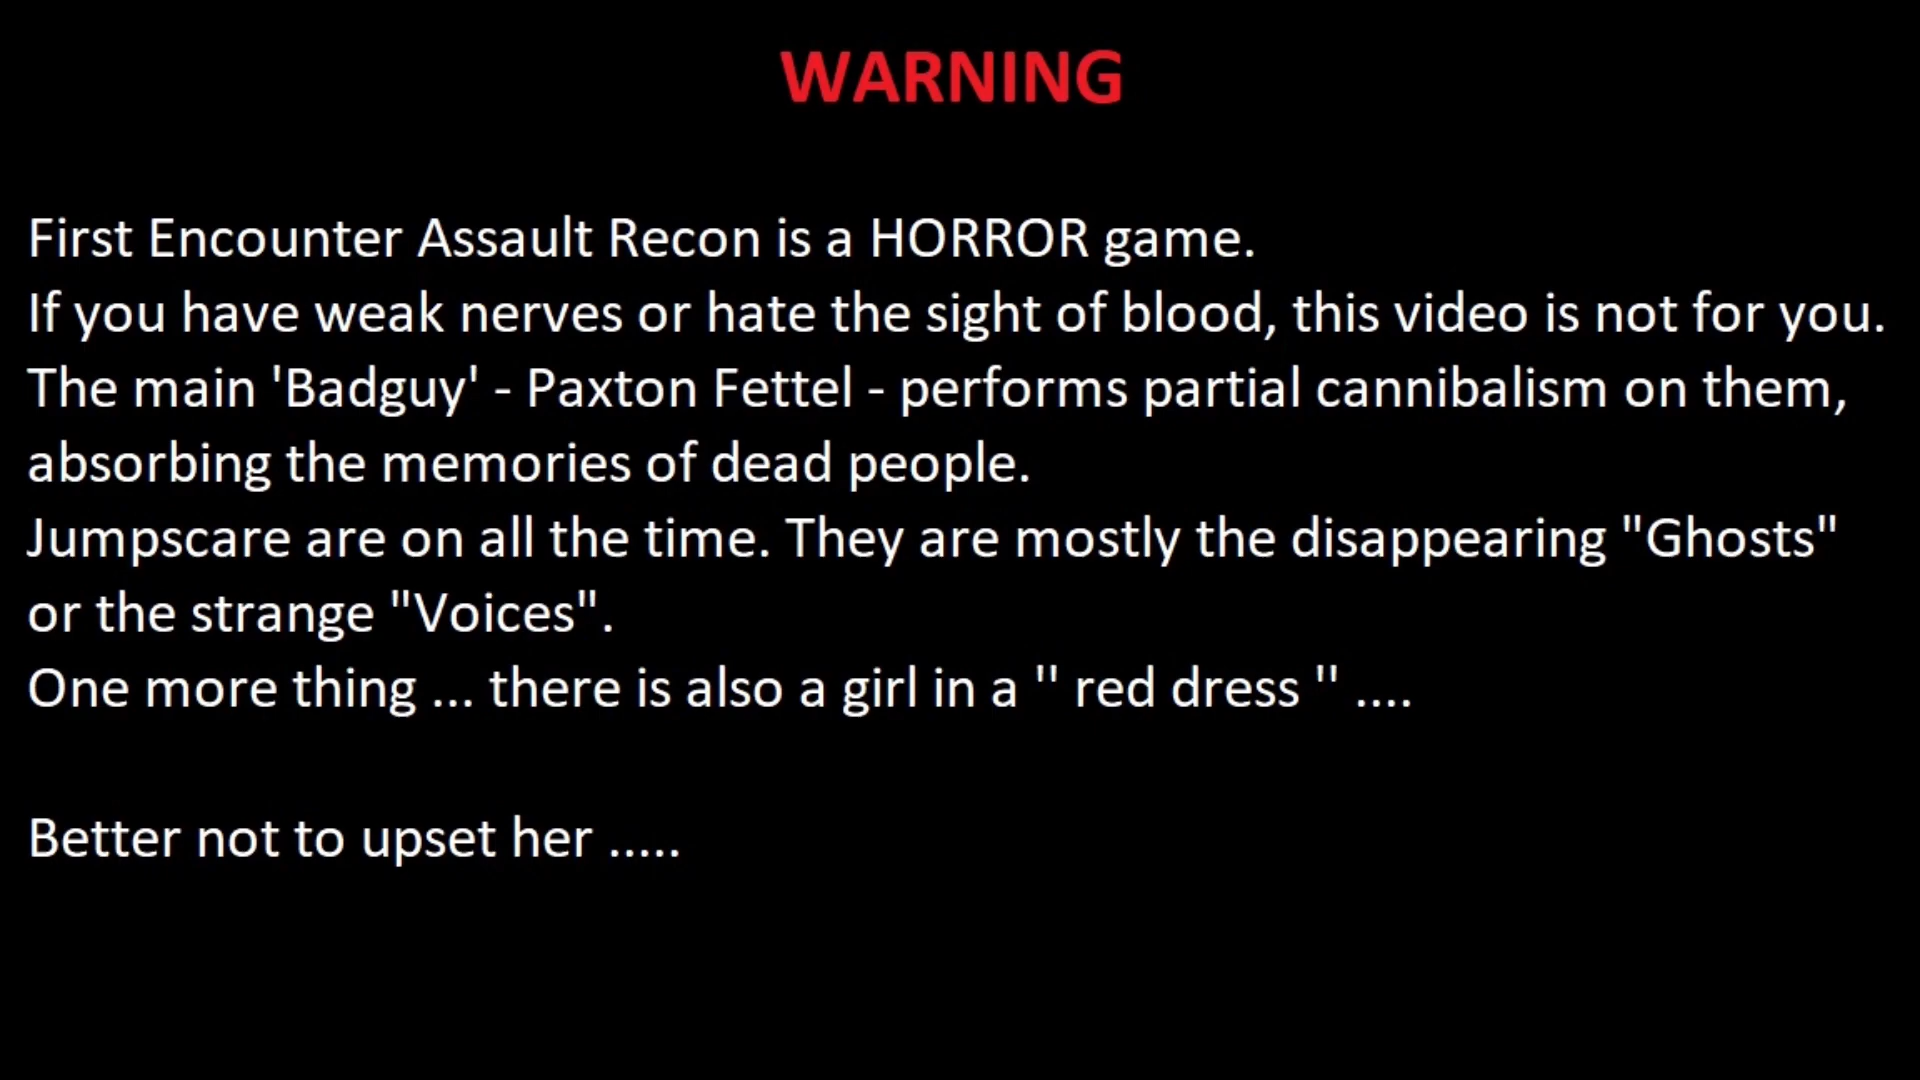 WARNING
First Encounter Assault Recon is a HORROR game.
If you have weak nerves or hate the sight of blood, this video is not for you.
The main 'Badguy' - Paxton Fettel - performs partial cannibalism on them,
absorbing the memories of dead people.
Jumpscare are on all the time. They are mostly the disappearing "Ghosts"
or the strange "Voices".
One more thing ... there is also a girl in a " red dress " ....
Better not to upset her .....